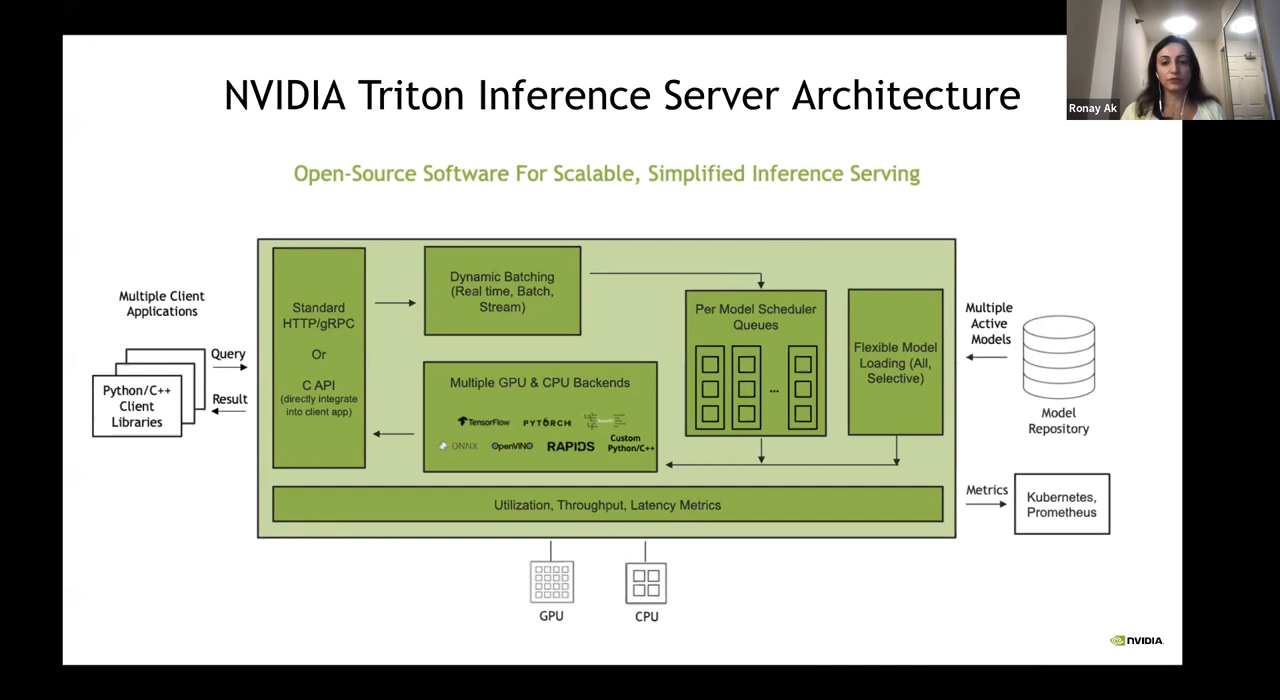 Ronay Ak
NVIDIA Triton Inference Server Architecture
Open-Source Software For Scalable, Simplified Inference Serving
Multiple Client
Applications
Query
Result
Python/C++
Client
Libraries
Standard
HTTP/gRPC
Or
C API
(directly integrate
into client app)
Dynamic Batching
(Real time, Batch,
Stream)
Multiple GPU & CPU Backends
TensorFlow
PYTORCH
ONNX
OpenVINO
RAPIDS
Custom
Python/C++
Per Model Scheduler
Queues
...
Flexible Model
Loading (All,
Selective)
Multiple
Active
Models
Model
Repository
Utilization, Throughput, Latency Metrics
Metrics
Kubernetes,
Prometheus
GPU
CPU
NVIDIA.